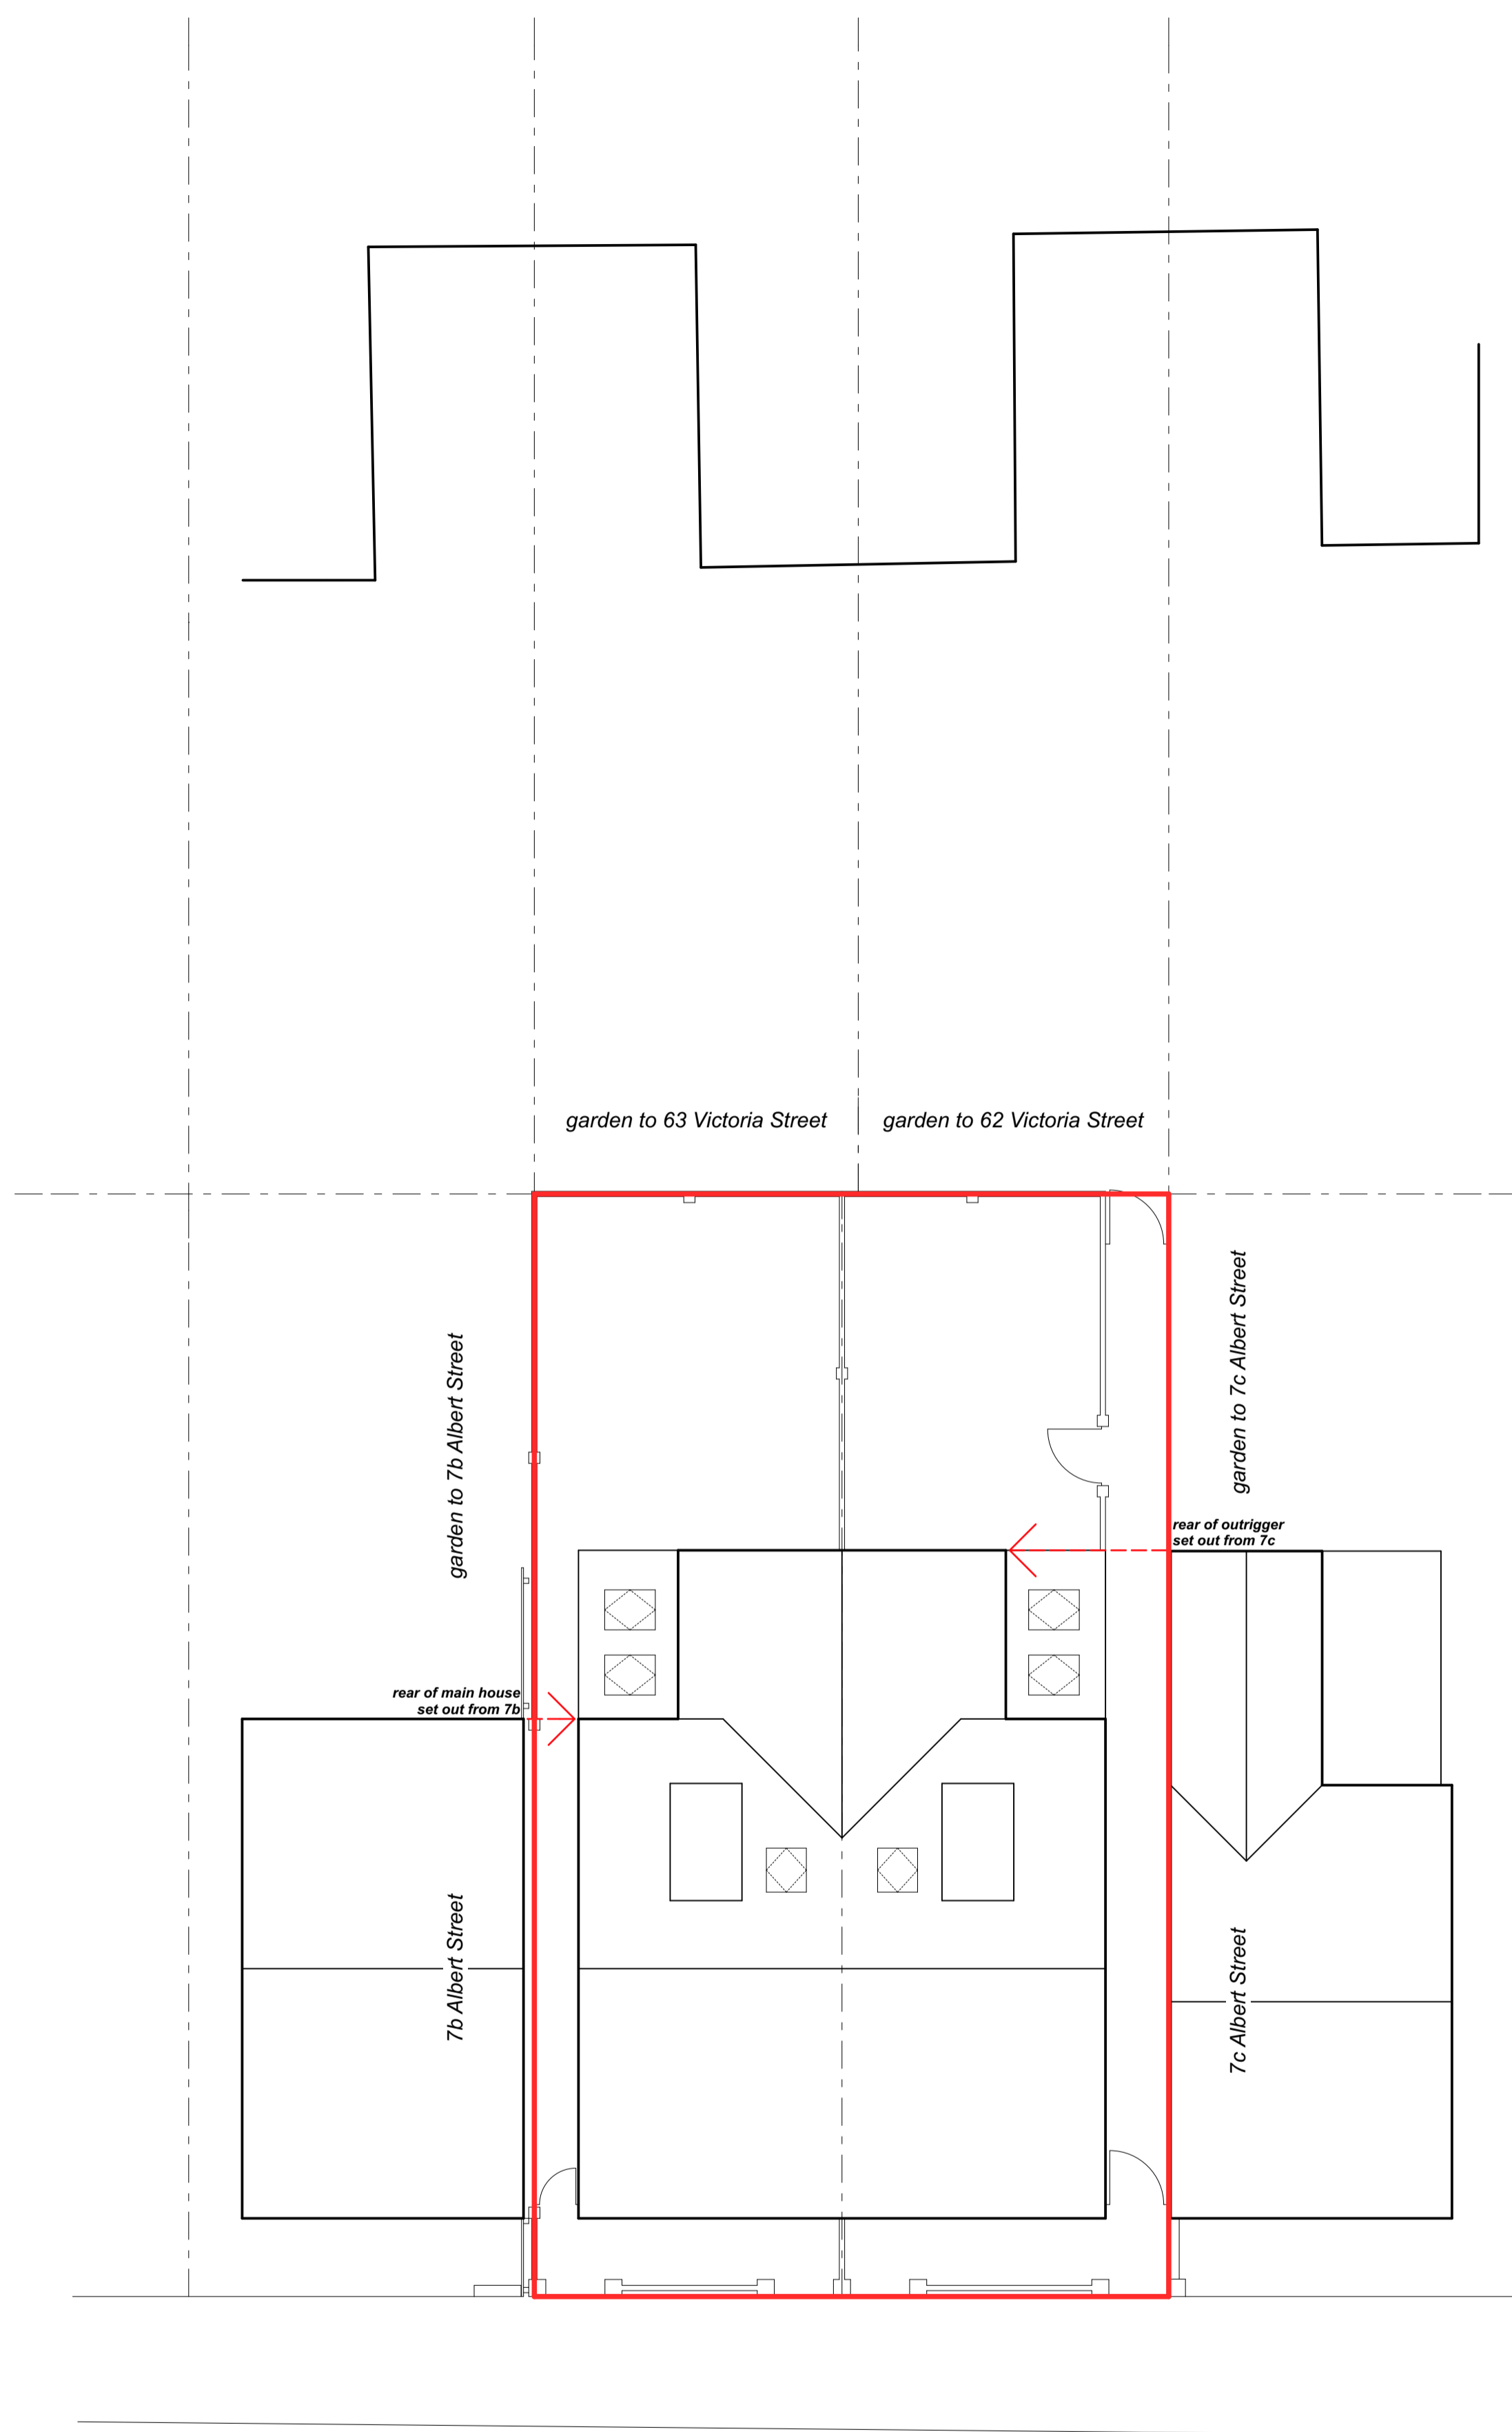 garden to 63 Victoria Street
garden to 62 Victoria Street
garden to 7b Albert Street
garden to 7c Albert Street
rear of outrigger
set out from 7c
rear of main house
set out from 7b
7b Albert Street
7c Albert Street